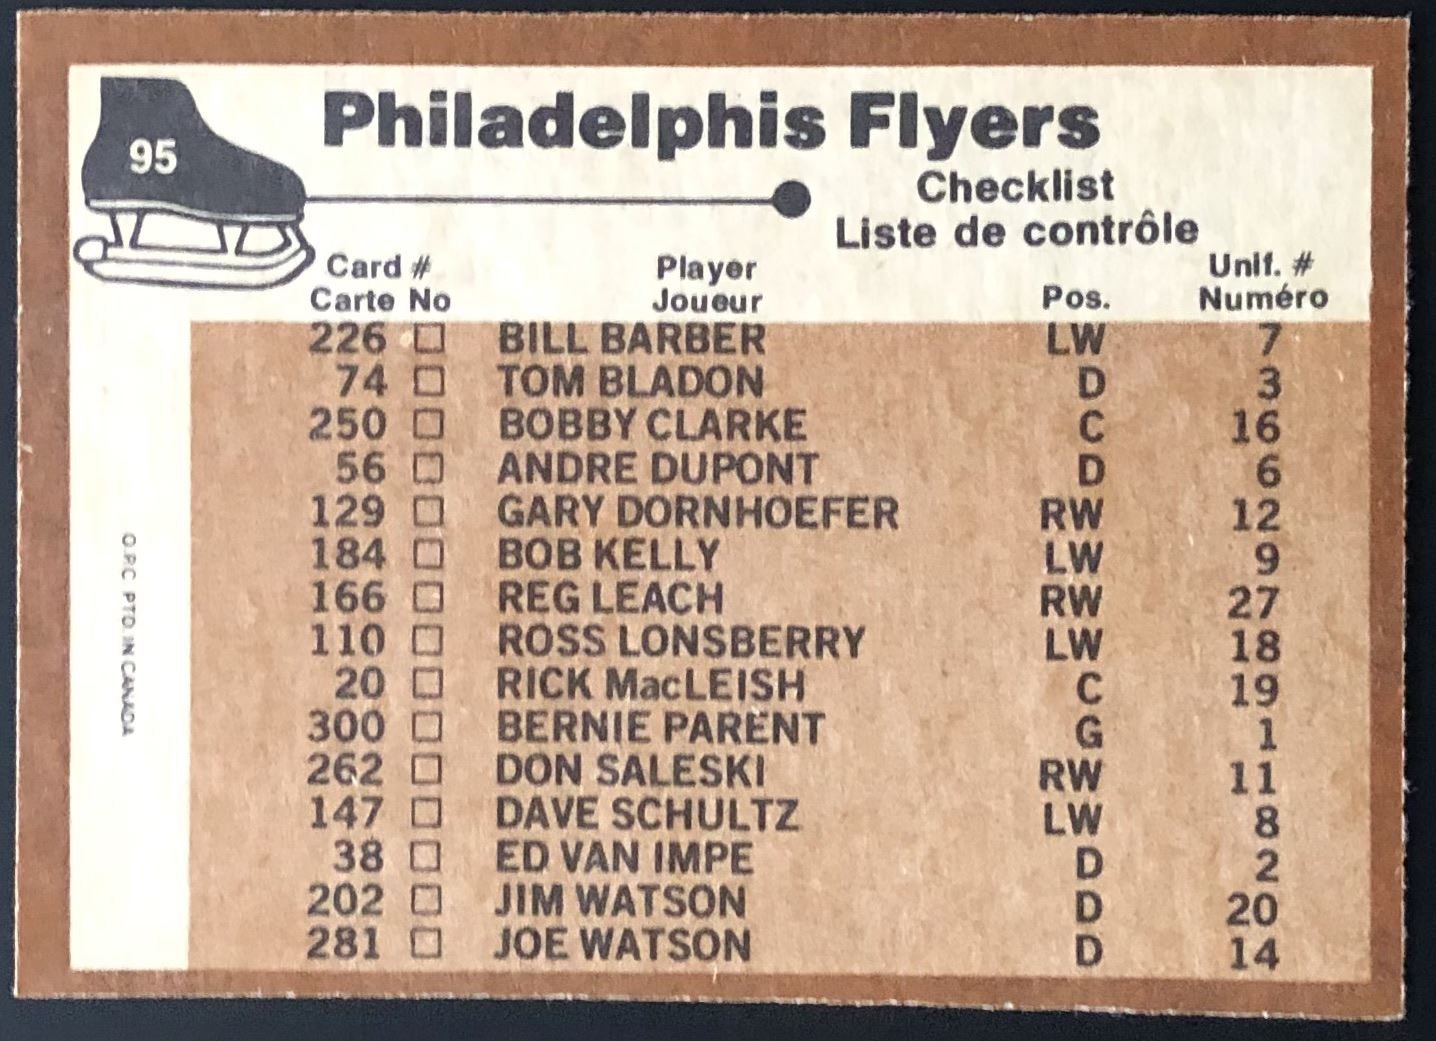 95
Philadelphis Flyers
Checklist
Liste de contrôle
Card # Player Unif. #
Carte No Joueur Pos. Numéro
226 □ BILL BARBER LW 7
74 □ TOM BLADON D 3
250 □ BOBBY CLARKE C 16
56 □ ANDRE DUPONT D 6
129 □ GARY DORNHOEFER RW 12
184 □ BOB KELLY LW 9
166 □ REG LEACH RW 27
110 □ ROSS LONSBERRY LW 18
20 □ RICK MacLEISH C 19
300 □ BERNIE PARENT G 1
262 □ DON SALESKI RW 11
147 □ DAVE SCHULTZ LW 8
38 □ ED VAN IMPE D 2
202 □ JIM WATSON D 20
281 □ JOE WATSON D 14
O.P.C. PTD. IN CANADA